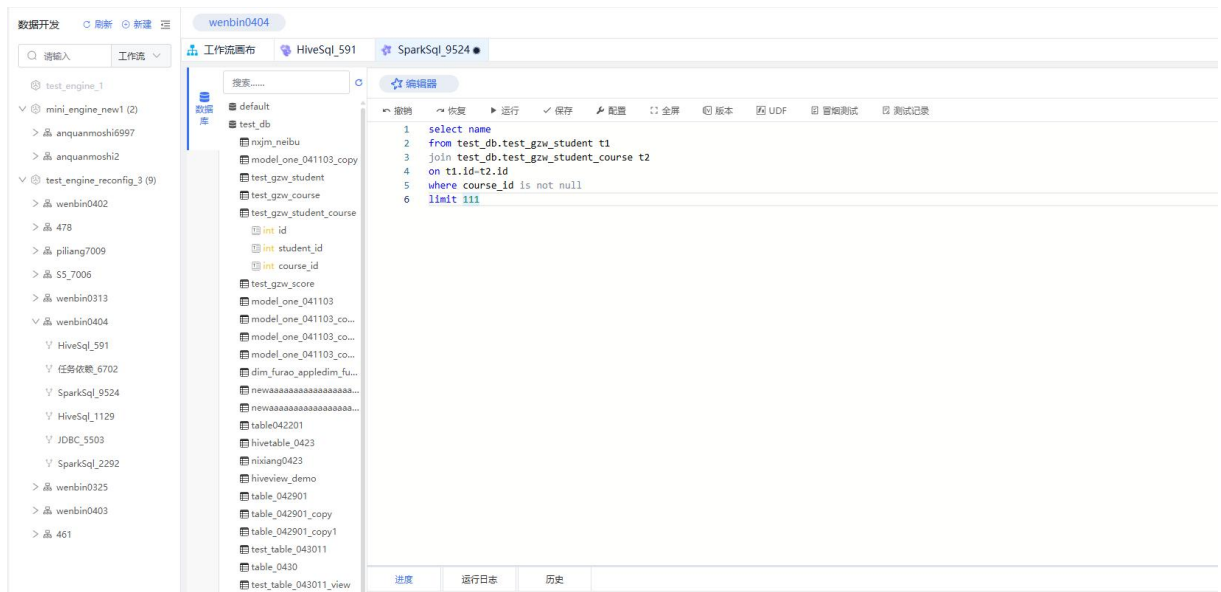 数据开发 刷新 新建
请输入 工作流
test_engine_1
mini_engine_new1 (2)
anquanmoshi6997
anquanmoshi2
test_engine_reconfig_3 (9)
wenbin0402
478
piliang7009
S5_7006
wenbin0313
wenbin0404
HiveSql_591
任务依赖_6702
SparkSql_9524
HiveSql_1129
JDBC_5503
SparkSql_2292
wenbin0325
wenbin0403
461
wenbin0404
工作流画布 HiveSql_591 SparkSql_9524
数据库
搜索......
default
test_db
nxjm_neibu
model_one_041103_copy
test_gzw_student
test_gzw_course
test_gzw_student_course
int id
int student_id
int course_id
test_gzw_score
model_one_041103
model_one_041103_co...
model_one_041103_co...
model_one_041103_co...
dim_furao_appledim_fu...
newaaaaaaaaaaaaaaaaa...
newaaaaaaaaaaaaaaaaa...
table042201
hivetable_0423
nixiang0423
hiveview_demo
table_042901
table_042901_copy
table_042901_copy1
test_table_043011
table_0430
test_table_043011_view
编辑器
撤销 恢复 运行 保存 配置 全屏 版本 UDF 冒烟测试 测试记录
1 select name
2 from test_db.test_gzw_student t1
3 join test_db.test_gzw_student_course t2
4 on t1.id=t2.id
5 where course_id is not null
6 limit 111
进度 运行日志 历史